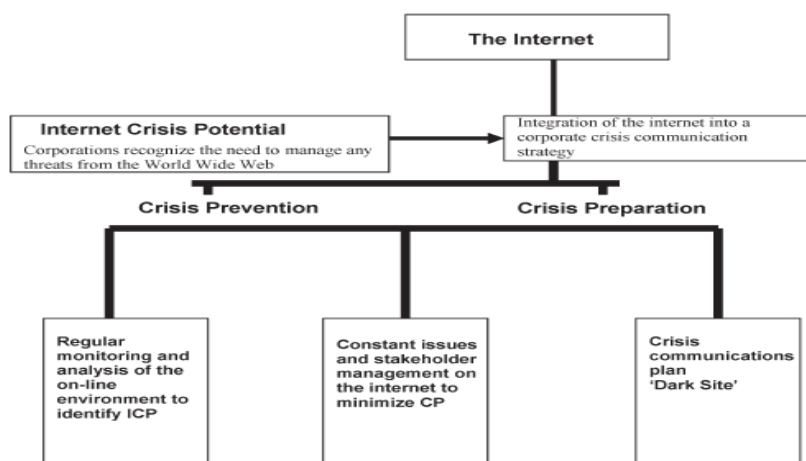 The Internet
Internet Crisis Potential
Corporations recognize the need to manage any
threats from the World Wide Web
Integration of the internet into a
corporate crisis communication
strategy
Crisis Prevention
Crisis Preparation
Regular
monitoring and
analysis of the
on-line
environment to
identify ICP
Constant issues
and stakeholder
management on
the internet to
minimize CP
Crisis
communications
plan
‘Dark Site’